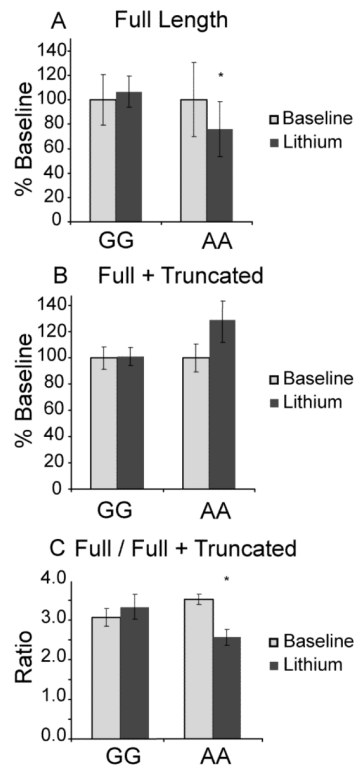 A Full Length
% Baseline
140
120
100
80
60
40
20
0
*
GG AA
Baseline
Lithium
B Full + Truncated
% Baseline
140
120
100
80
60
40
20
0
GG AA
Baseline
Lithium
C Full / Full + Truncated
Ratio
4.0
3.0
2.0
1.0
0.0
*
GG AA
Baseline
Lithium